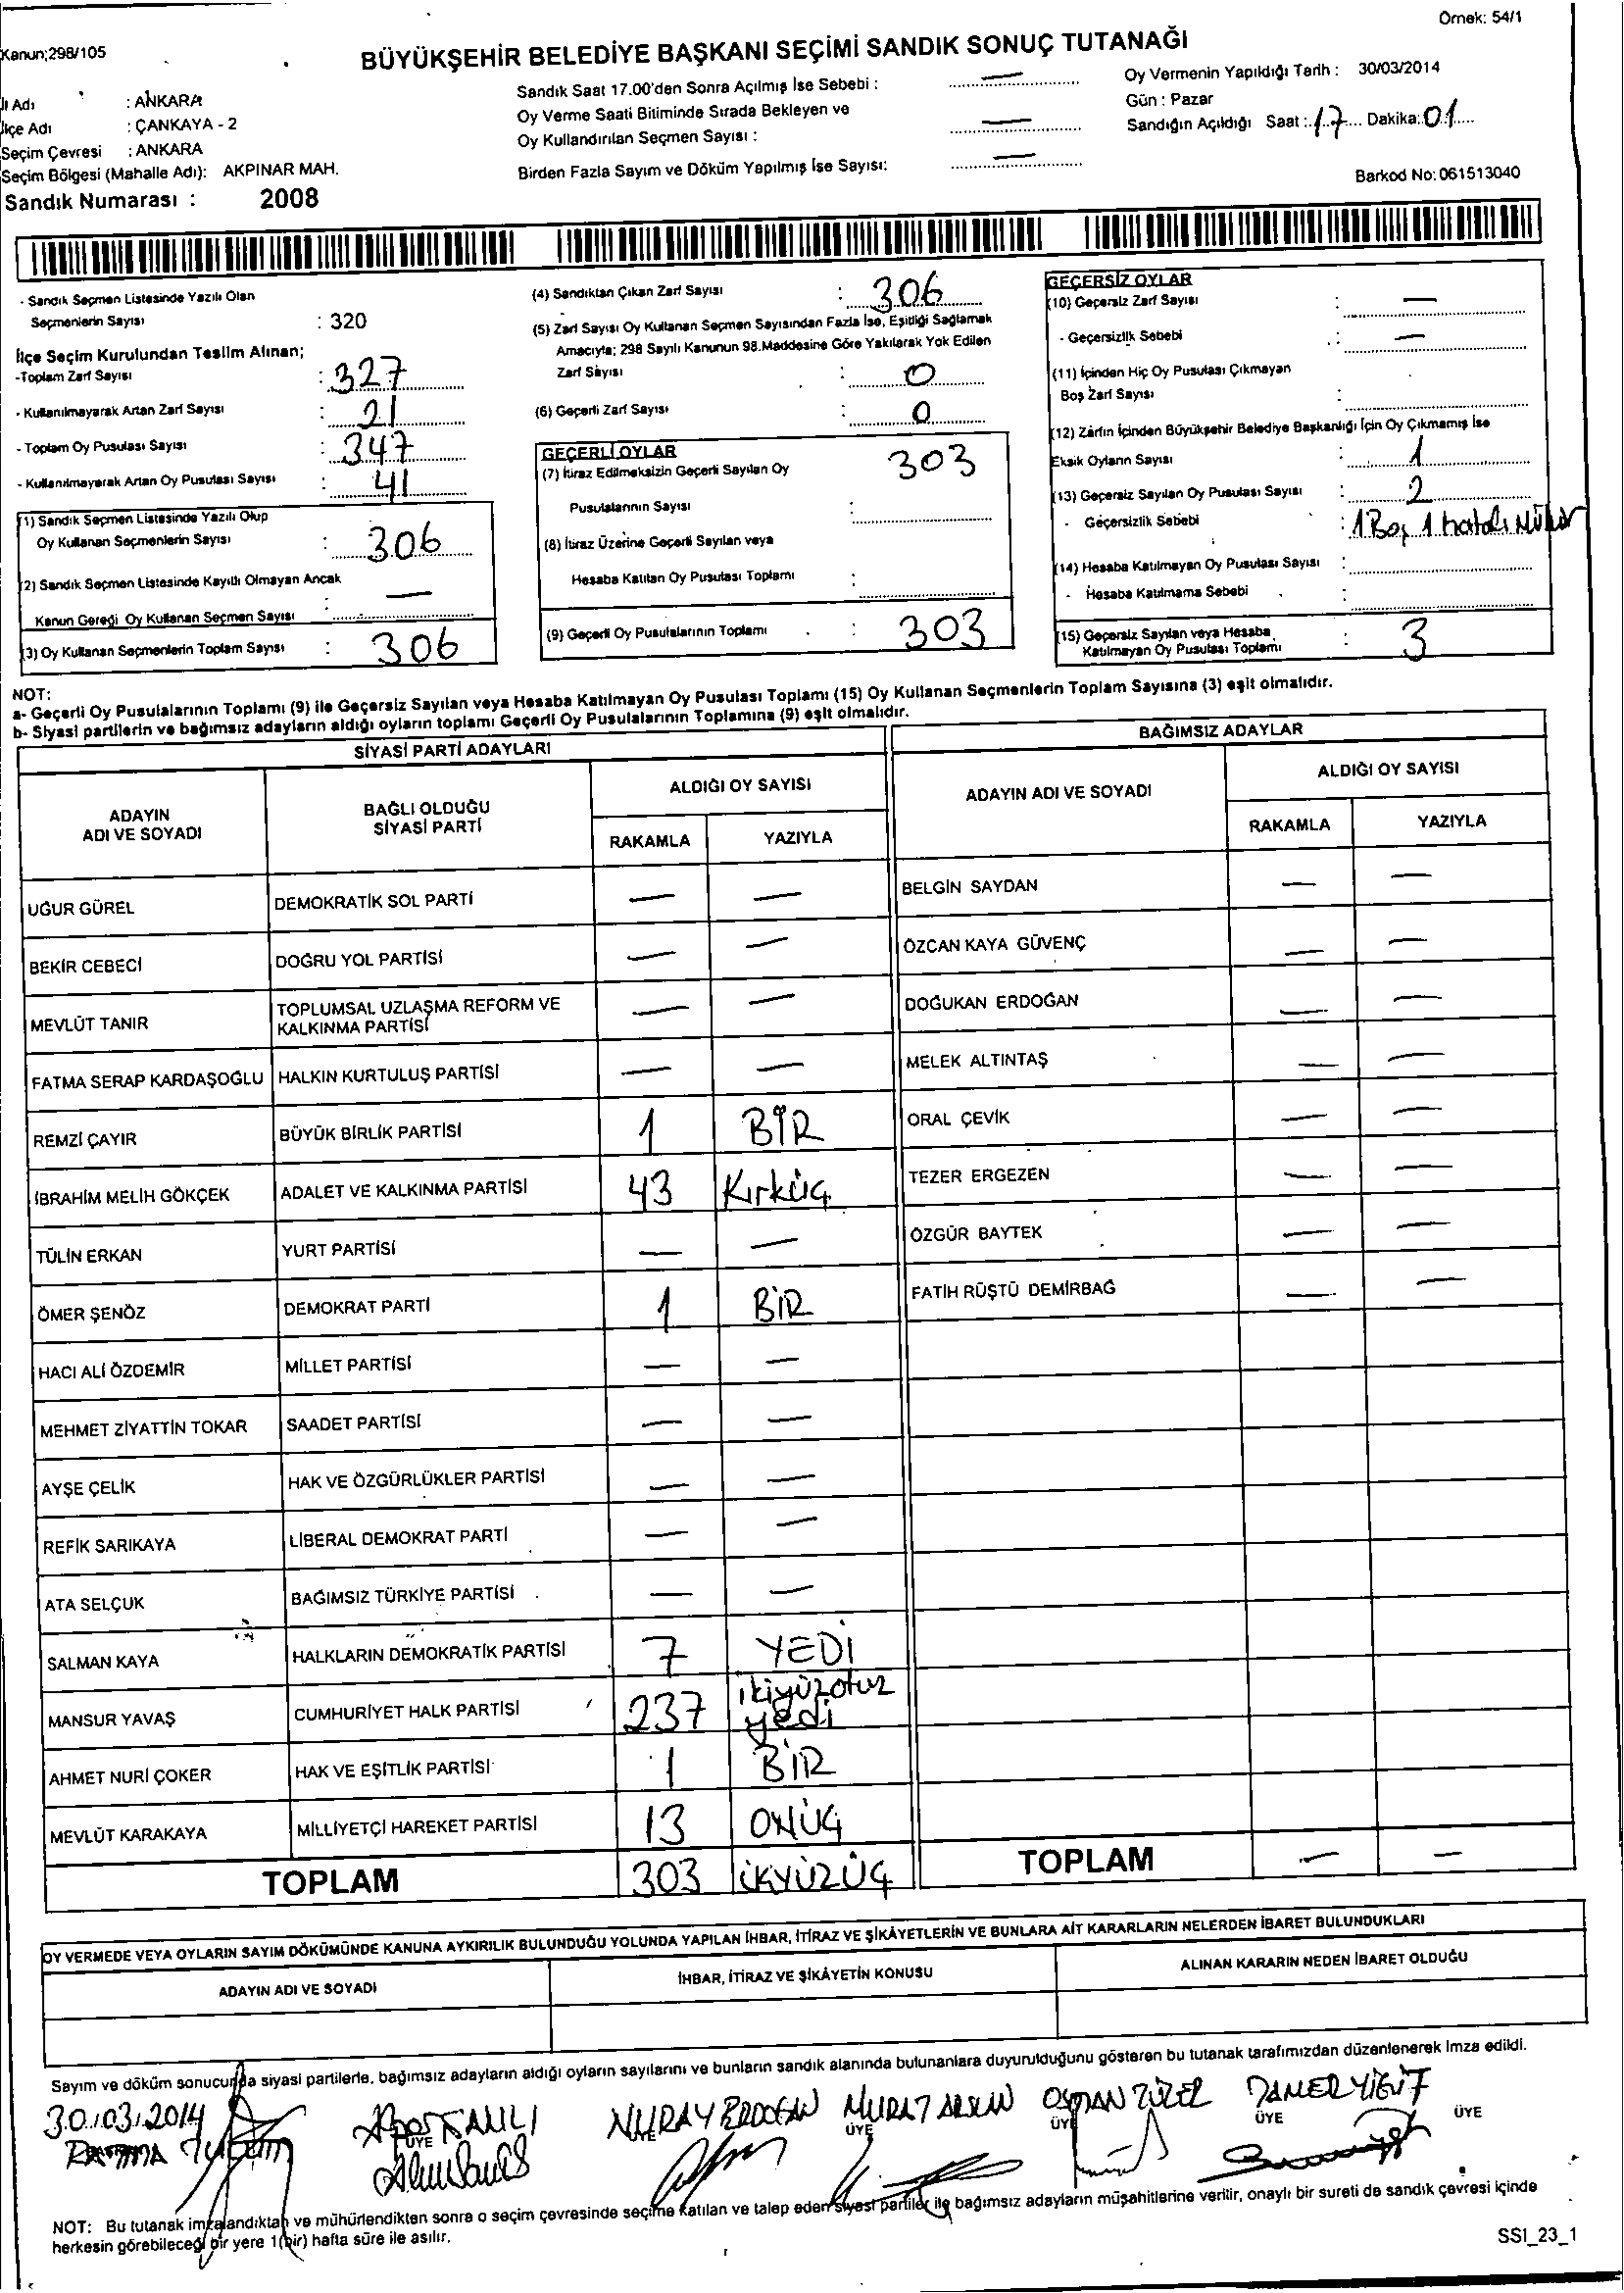 Örnek: 54/1
Kanun;298/105
BÜYÜKŞEHİR BELEDİYE BAŞKANI SEÇİMİ SANDIK SONUÇ TUTANAĞI
İl Adı : ANKARA
İlçe Adı : ÇANKAYA - 2
Seçim Çevresi : ANKARA
Seçim Bölgesi (Mahalle Adı): AKPINAR MAH.
Sandık Numarası : 2008
Sandık Saat 17.00'den Sonra Açılmış İse Sebebi : —
Oy Verme Saati Bitiminde Sırada Bekleyen ve
Oy Kullandırılan Seçmen Sayısı : —
Birden Fazla Sayım ve Döküm Yapılmış İse Sayısı: —
Oy Vermenin Yapıldığı Tarih : 30/03/2014
Gün : Pazar
Sandığın Açıldığı Saat : 17 Dakika: 01
Barkod No: 061513040
- Sandık Seçmen Listesinde Yazılı Olan
Seçmenlerin Sayısı : 320
İlçe Seçim Kurulundan Teslim Alınan;
-Toplam Zarf Sayısı : 327
- Kullanılmayarak Artan Zarf Sayısı : 21
- Toplam Oy Pusulası Sayısı : 347
- Kullanılmayarak Artan Oy Pusulası Sayısı : 41
(1) Sandık Seçmen Listesinde Yazılı Olup
Oy Kullanan Seçmenlerin Sayısı : 306
(2) Sandık Seçmen Listesinde Kayıtlı Olmayan Ancak
Kanun Gereği Oy Kullanan Seçmen Sayısı : —
(3) Oy Kullanan Seçmenlerin Toplam Sayısı : 306
(4) Sandıktan Çıkan Zarf Sayısı : 306
(5) Zarf Sayısı Oy Kullanan Seçmen Sayısından Fazla İse, Eşitliği Sağlamak
Amacıyla; 298 Sayılı Kanunun 98.Maddesine Göre Yakılarak Yok Edilen
Zarf Sayısı : 0
(6) Geçerli Zarf Sayısı : 0
GEÇERLİ OYLAR
(7) İtiraz Edilmeksizin Geçerli Sayılan Oy 303
Pusulalarının Sayısı :
(8) İtiraz Üzerine Geçerli Sayılan veya
Hesaba Katılan Oy Pusulası Toplamı :
(9) Geçerli Oy Pusulalarının Toplamı : 303
GEÇERSİZ OYLAR
(10) Geçersiz Zarf Sayısı : —
- Geçersizlik Sebebi : —
(11) İçinden Hiç Oy Pusulası Çıkmayan
Boş Zarf Sayısı :
(12) Zarfın İçinden Büyükşehir Belediye Başkanlığı İçin Oy Çıkmamış İse
Eksik Oyların Sayısı : 1
(13) Geçersiz Sayılan Oy Pusulası Sayısı : 2
- Geçersizlik Sebebi : 1 Boş 1 hatalı Mühür
(14) Hesaba Katılmayan Oy Pusulası Sayısı :
- Hesaba Katılmama Sebebi :
(15) Geçersiz Sayılan veya Hesaba
Katılmayan Oy Pusulası Toplamı : 3
NOT:
a- Geçerli Oy Pusulalarının Toplamı (9) ile Geçersiz Sayılan veya Hesaba Katılmayan Oy Pusulası Toplamı (15) Oy Kullanan Seçmenlerin Toplam Sayısına (3) eşit olmalıdır.
b- Siyasi partilerin ve bağımsız adayların aldığı oyların toplamı Geçerli Oy Pusulalarının Toplamına (9) eşit olmalıdır.
SİYASİ PARTİ ADAYLARI
ADAYIN ADI VE SOYADI BAĞLI OLDUĞU SİYASİ PARTİ ALDIĞI OY SAYISI
RAKAMLA YAZIYLA
UĞUR GÜREL DEMOKRATİK SOL PARTİ — —
BEKİR CEBECİ DOĞRU YOL PARTİSİ — —
MEVLÜT TANIR TOPLUMSAL UZLAŞMA REFORM VE
KALKINMA PARTİSİ — —
FATMA SERAP KARDAŞOĞLU HALKIN KURTULUŞ PARTİSİ — —
REMZİ ÇAYIR BÜYÜK BİRLİK PARTİSİ 1 BİR
İBRAHİM MELİH GÖKÇEK ADALET VE KALKINMA PARTİSİ 43 Kırküç
TÜLİN ERKAN YURT PARTİSİ — —
ÖMER ŞENÖZ DEMOKRAT PARTİ 1 BİR
HACI ALİ ÖZDEMİR MİLLET PARTİSİ — —
MEHMET ZİYATTİN TOKAR SAADET PARTİSİ — —
AYŞE ÇELİK HAK VE ÖZGÜRLÜKLER PARTİSİ — —
REFİK SARIKAYA LİBERAL DEMOKRAT PARTİ — —
ATA SELÇUK BAĞIMSIZ TÜRKİYE PARTİSİ — —
SALMAN KAYA HALKLARIN DEMOKRATİK PARTİSİ 7 YEDİ
MANSUR YAVAŞ CUMHURİYET HALK PARTİSİ 237 ikiyüzotuz
yedi
AHMET NURİ ÇOKER HAK VE EŞİTLİK PARTİSİ 1 BİR
MEVLÜT KARAKAYA MİLLİYETÇİ HAREKET PARTİSİ 13 ONÜÇ
TOPLAM 303 İKYÜZÜÇ
BAĞIMSIZ ADAYLAR
ADAYIN ADI VE SOYADI ALDIĞI OY SAYISI
RAKAMLA YAZIYLA
BELGİN SAYDAN — —
ÖZCAN KAYA GÜVENÇ — —
DOĞUKAN ERDOĞAN — —
MELEK ALTINTAŞ — —
ORAL ÇEVİK — —
TEZER ERGEZEN — —
ÖZGÜR BAYTEK — —
FATİH RÜŞTÜ DEMİRBAĞ — —
TOPLAM — —
OY VERMEDE VEYA OYLARIN SAYIM DÖKÜMÜNDE KANUNA AYKIRILIK BULUNDUĞU YOLUNDA YAPILAN İHBAR, İTİRAZ VE ŞİKÂYETLERİN VE BUNLARA AİT KARARLARIN NELERDEN İBARET BULUNDUKLARI
ADAYIN ADI VE SOYADI İHBAR, İTİRAZ VE ŞİKÂYETİN KONUSU ALINAN KARARIN NEDEN İBARET OLDUĞU
Sayım ve döküm sonucunda siyasi partilerle, bağımsız adayların aldığı oyların sayılarını ve bunların sandık alanında bulunanlara duyurulduğunu gösteren bu tutanak tarafımızdan düzenlenerek imza edildi.
30.03.2014 NURAY ERDOĞAN MURAT OSMAN TANER YİĞİT
ÜYE ÜYE ÜYE ÜYE ÜYE ÜYE
NOT: Bu tutanak imzalandıktan ve mühürlendikten sonra o seçim çevresinde seçime katılan ve talep eden siyasi partiler ile bağımsız adayların müşahitlerine verilir, onaylı bir sureti de sandık çevresi içinde
herkesin görebileceği bir yere 1(bir) hafta süre ile asılır.
SSI_23_1